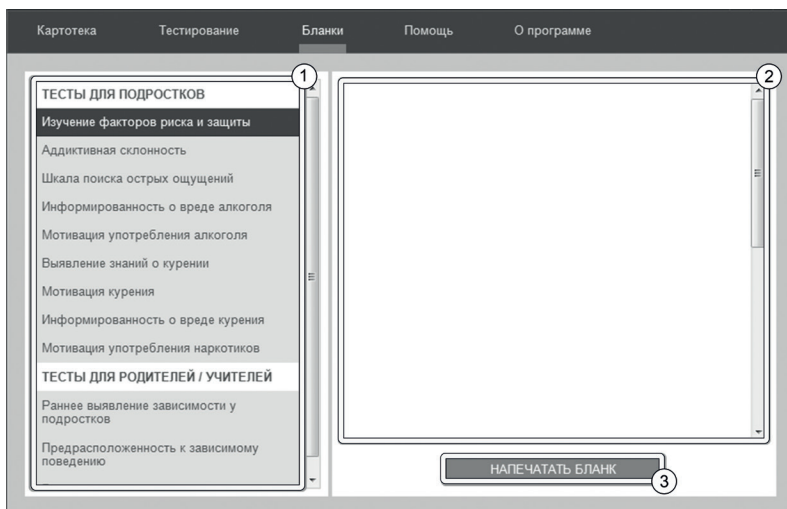 Картотека Тестирование Бланки Помощь О программе
1
2
ТЕСТЫ ДЛЯ ПОДРОСТКОВ
Изучение факторов риска и защиты
Аддиктивная склонность
Шкала поиска острых ощущений
Информированность о вреде алкоголя
Мотивация употребления алкоголя
Выявление знаний о курении
Мотивация курения
Информированность о вреде курения
Мотивация употребления наркотиков
ТЕСТЫ ДЛЯ РОДИТЕЛЕЙ / УЧИТЕЛЕЙ
Раннее выявление зависимости у
подростков
Предрасположенность к зависимому
поведению
НАПЕЧАТАТЬ БЛАНК
3